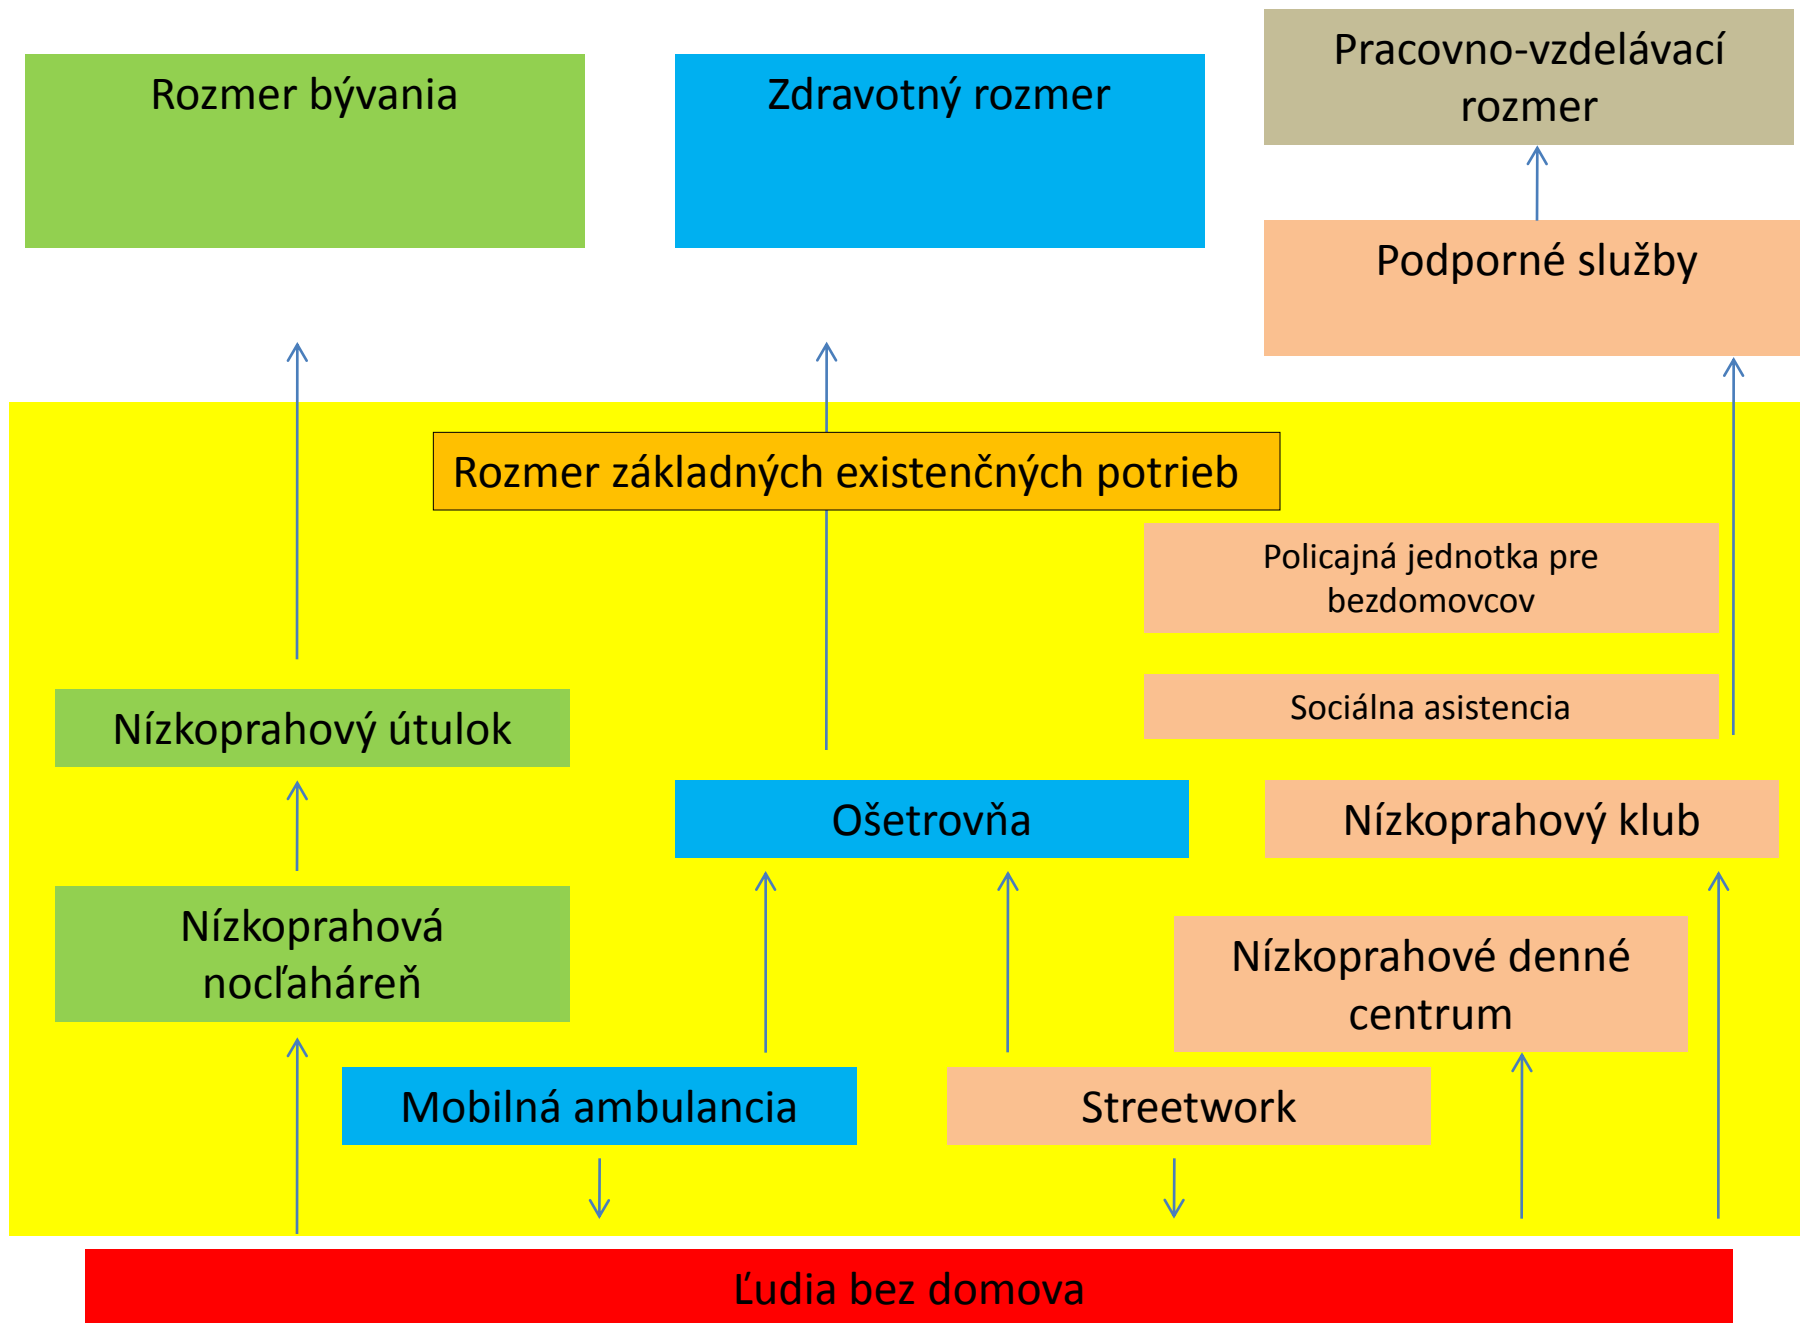 Rozmer bývania
Zdravotný rozmer
Pracovno-vzdelávací
rozmer
Podporné služby
Rozmer základných existenčných potrieb
Policajná jednotka pre
bezdomovcov
Sociálna asistencia
Nízkoprahový útulok
Ošetrovňa
Nízkoprahový klub
Nízkoprahová
nocľaháreň
Nízkoprahové denné
centrum
Mobilná ambulancia
Streetwork
Ľudia bez domova